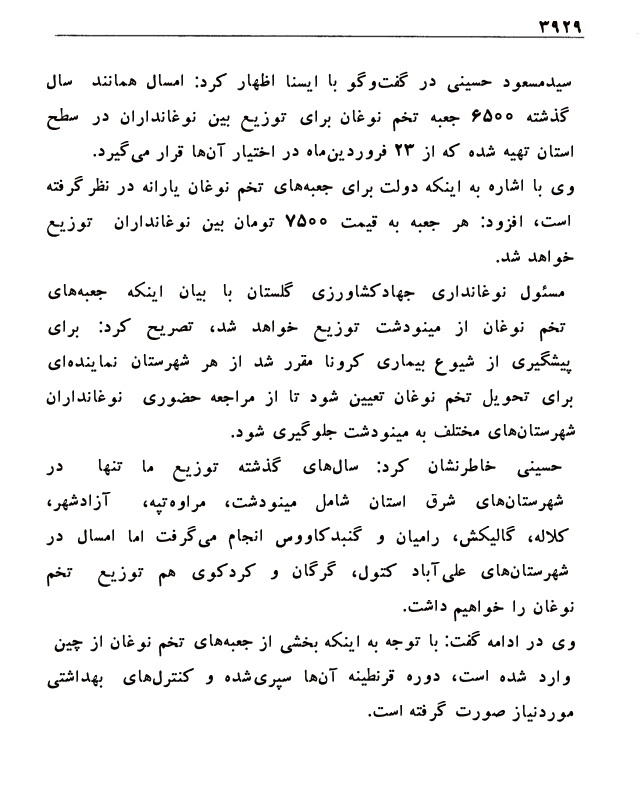 ۳۹۲۹
سیدمسعود حسینی در گفت‌وگو با ایسنا اظهار کرد: امسال همانند سال
گذشته ۶۵۰۰ جعبه تخم نوغان برای توزیع بین نوغانداران در سطح
استان تهیه شده که از ۲۳ فروردین‌ماه در اختیار آن‌ها قرار می‌گیرد.
وی با اشاره به اینکه دولت برای جعبه‌های تخم نوغان یارانه در نظر گرفته
است، افزود: هر جعبه به قیمت ۷۵۰۰ تومان بین نوغانداران توزیع
خواهد شد.
مسئول نوغانداری جهادکشاورزی گلستان با بیان اینکه جعبه‌های
تخم نوغان از مینودشت توزیع خواهد شد، تصریح کرد: برای
پیشگیری از شیوع بیماری کرونا مقرر شد از هر شهرستان نماینده‌ای
برای تحویل تخم نوغان تعیین شود تا از مراجعه حضوری نوغانداران
شهرستان‌های مختلف به مینودشت جلوگیری شود.
حسینی خاطرنشان کرد: سال‌های گذشته توزیع ما تنها در
شهرستان‌های شرق استان شامل مینودشت، مراوه‌تپه، آزادشهر،
کلاله، گالیکش، رامیان و گنبدکاووس انجام می‌گرفت اما امسال در
شهرستان‌های علی‌آباد کتول، گرگان و کردکوی هم توزیع تخم
نوغان را خواهیم داشت.
وی در ادامه گفت: با توجه به اینکه بخشی از جعبه‌های تخم نوغان از چین
وارد شده است، دوره قرنطینه آن‌ها سپری‌شده و کنترل‌های بهداشتی
موردنیاز صورت گرفته است.